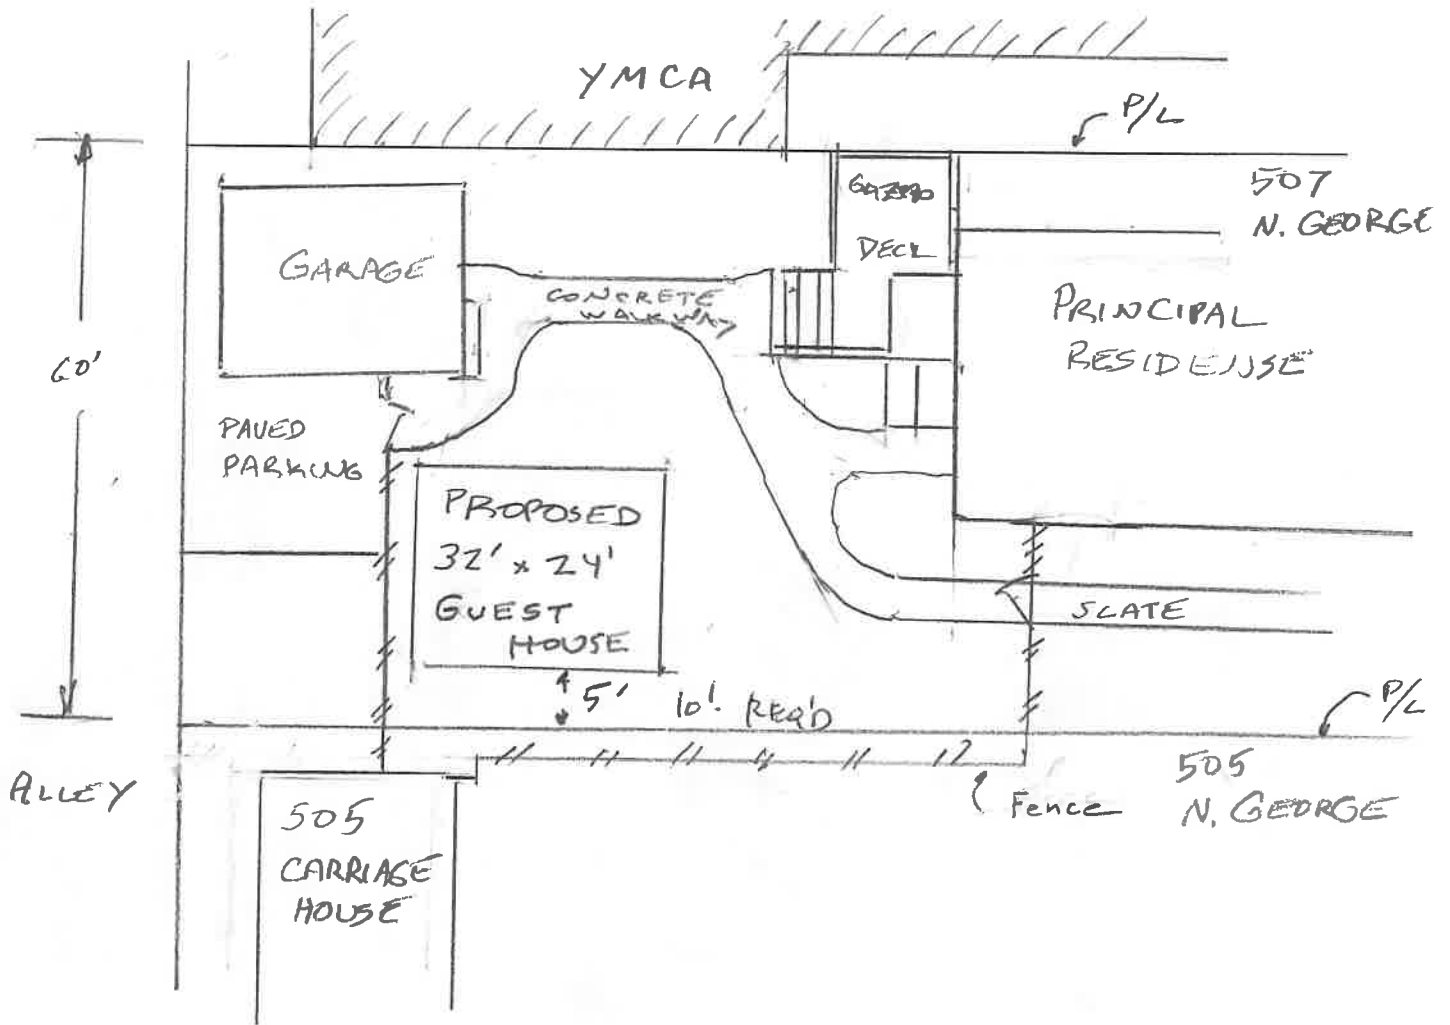 YMCA
P/L
507
N. GEORGE
GAZEBO
DECK
GARAGE
CONCRETE
WALKWAY
PRINCIPAL
RESIDENSE
60'
PAVED
PARKING
PROPOSED
32' x 24'
GUEST
HOUSE
SLATE
5'
10' REQ'D
P/L
ALLEY
505
N. GEORGE
Fence
505
CARRIAGE
HOUSE